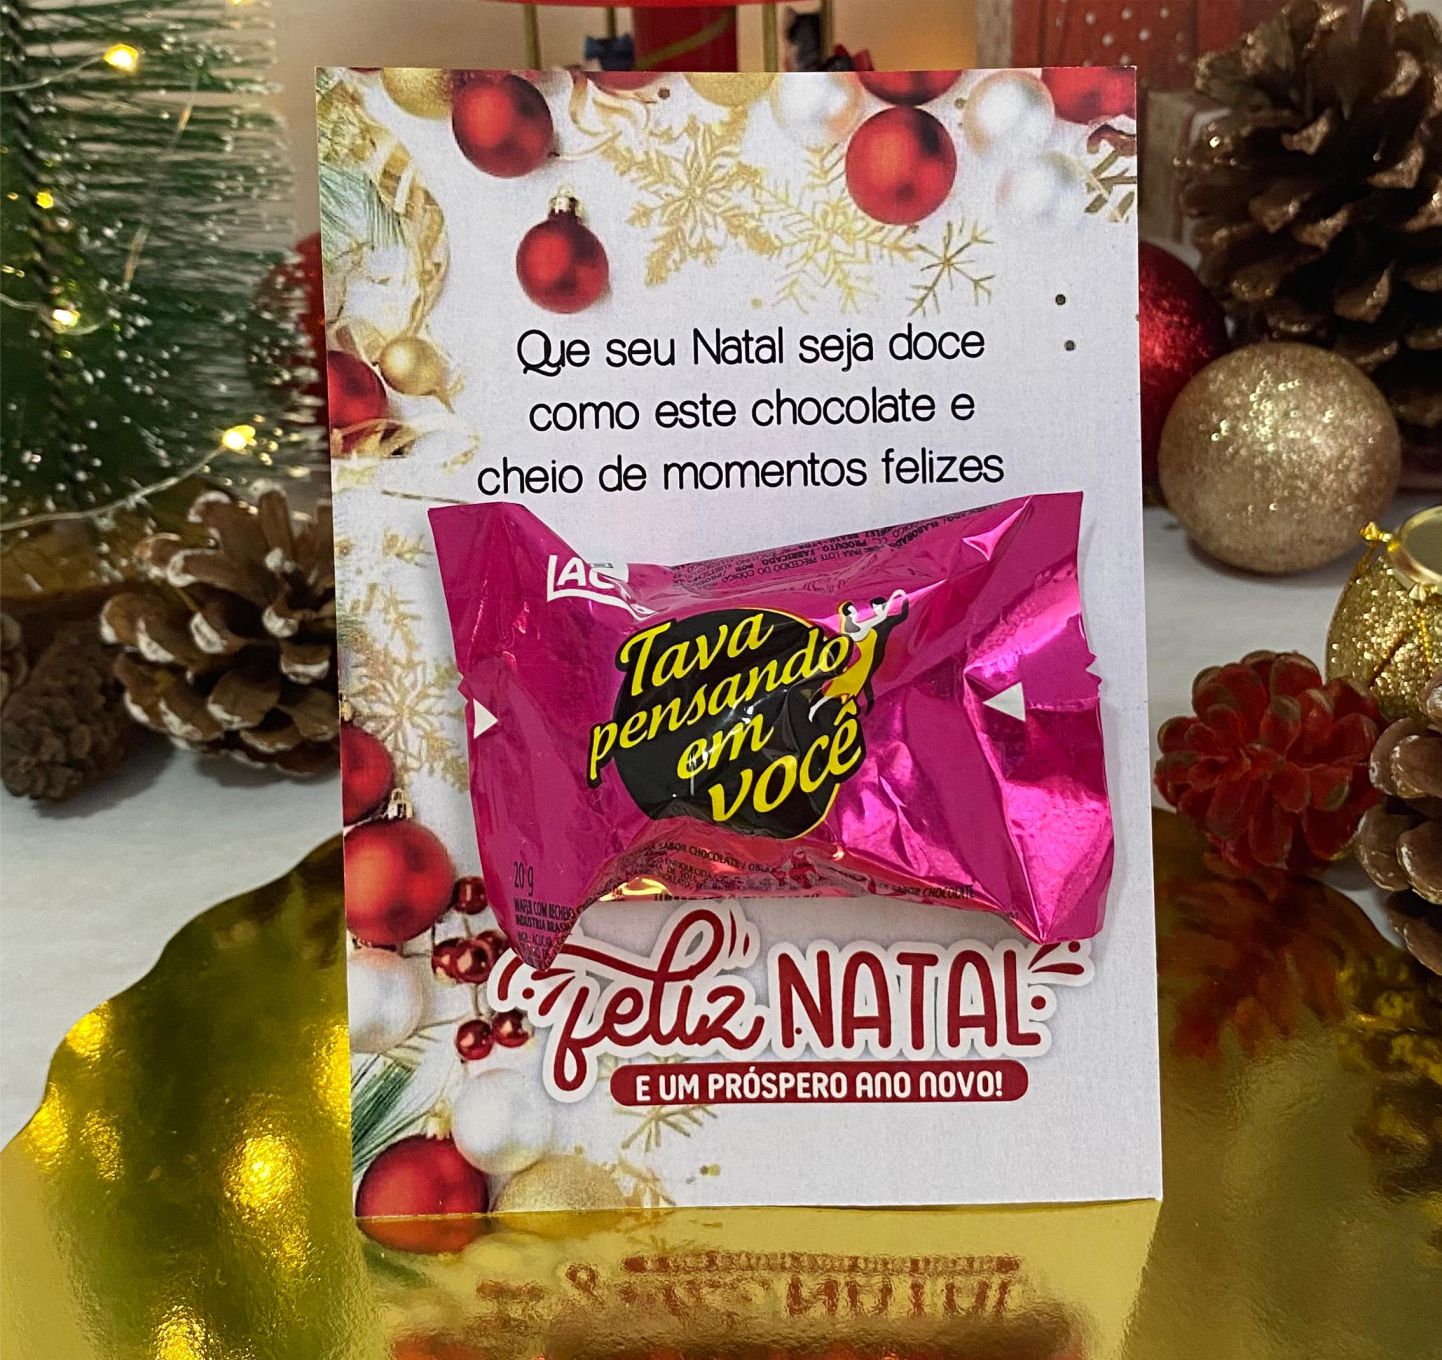 Que seu Natal seja doce
como este chocolate e
cheio de momentos felizes
Tava
pensando
em
você
20 g
feliz NATAL
E UM PRÓSPERO ANO NOVO!